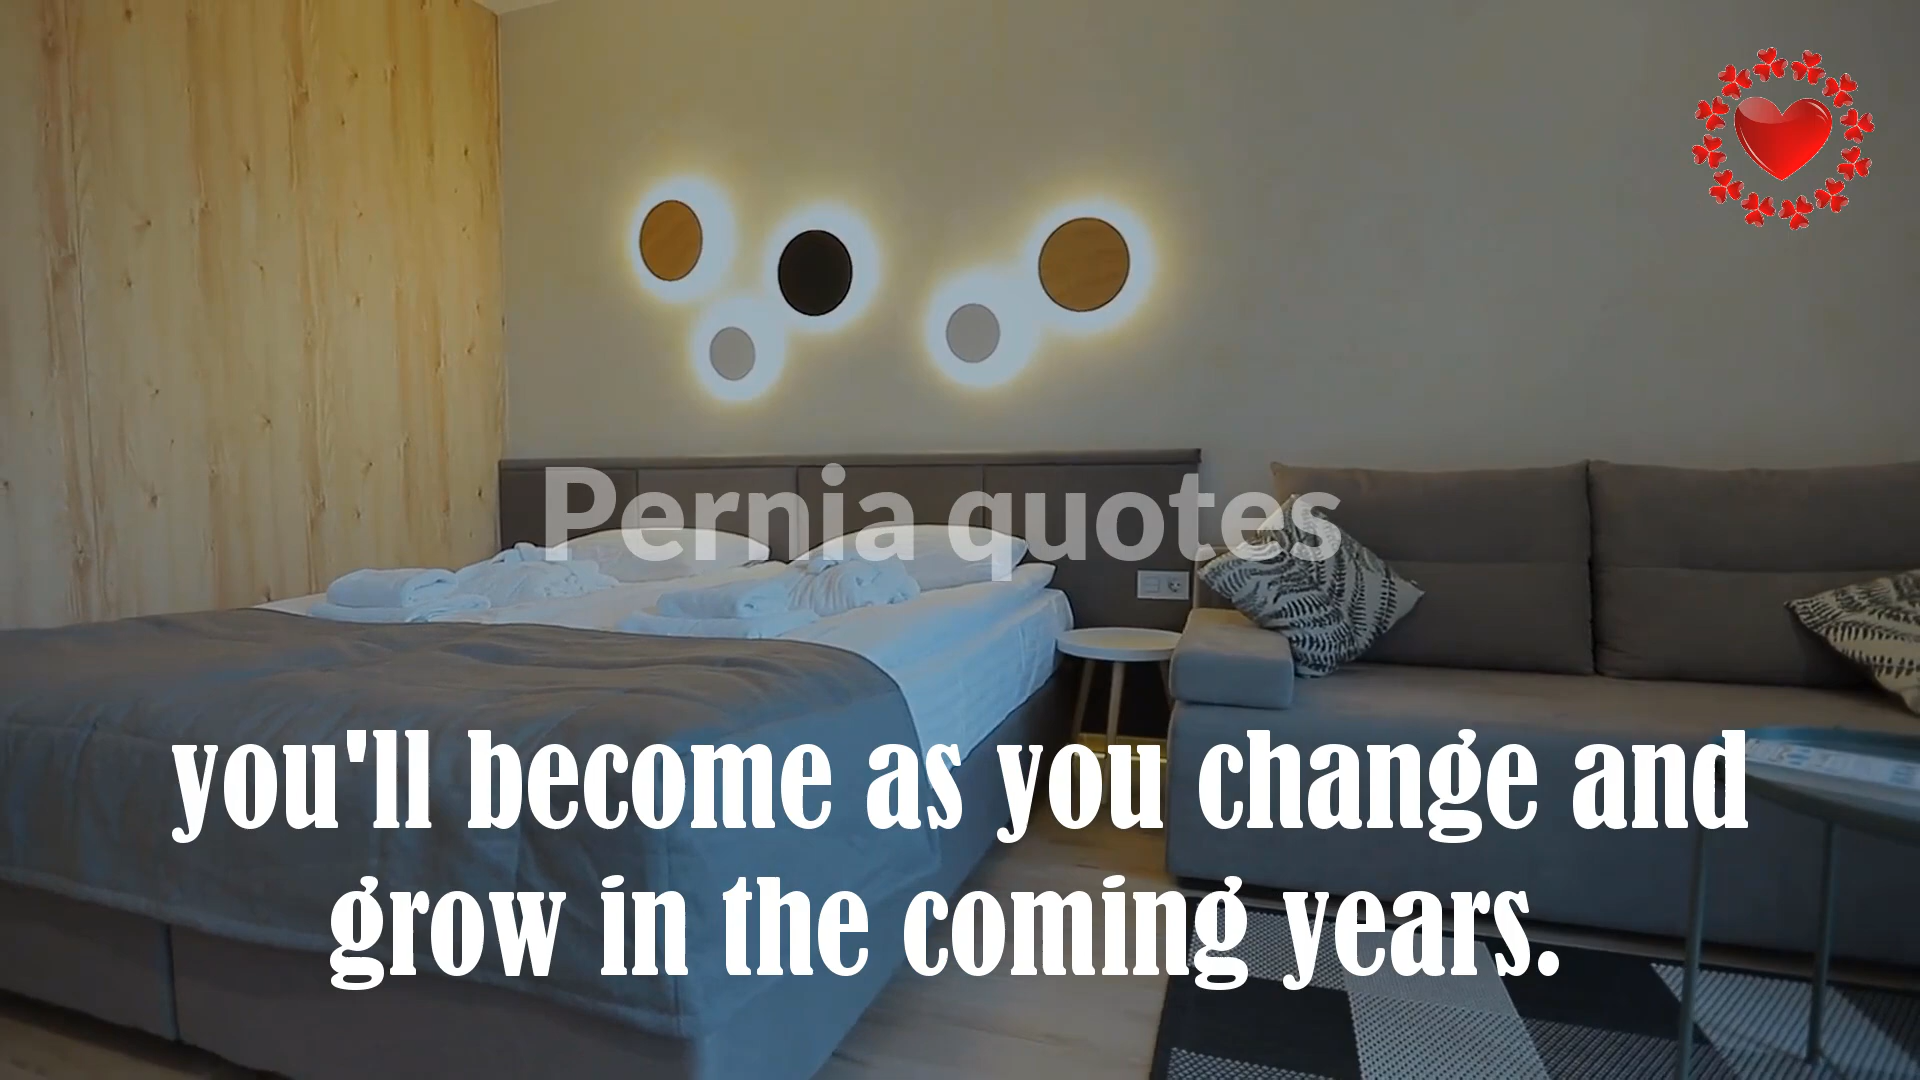 Pernia quotes
you'll become as you change and
grow in the coming years.